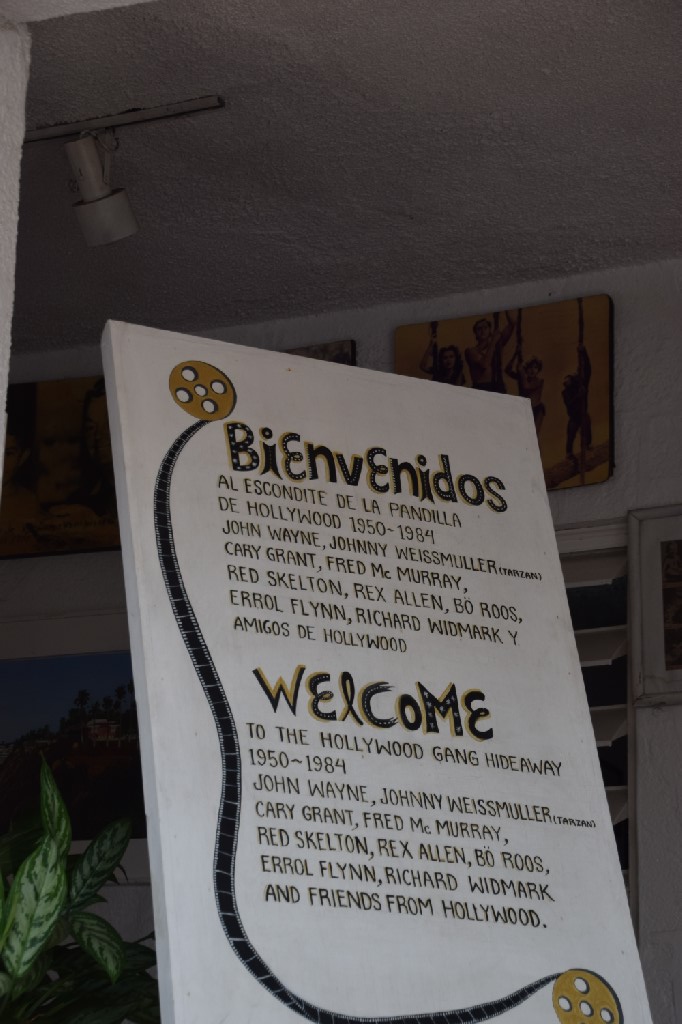 BiEnvEnidos
AL ESCONDITE DE LA PANDILLA
DE HOLLYWOOD 1950-1984
JOHN WAYNE, JOHNNY WEISSMULLER (TARZAN)
CARY GRANT, FRED Mc MURRAY,
RED SKELTON, REX ALLEN, BÖ ROOS,
ERROL FLYNN, RICHARD WIDMARK Y
AMIGOS DE HOLLYWOOD
WELCOME
TO THE HOLLYWOOD GANG HIDEAWAY
1950~1984
JOHN WAYNE, JOHNNY WEISSMULLER (TARZAN)
CARY GRANT, FRED Mc MURRAY,
RED SKELTON, REX ALLEN, BÖ ROOS,
ERROL FLYNN, RICHARD WIDMARK
AND FRIENDS FROM HOLLYWOOD.